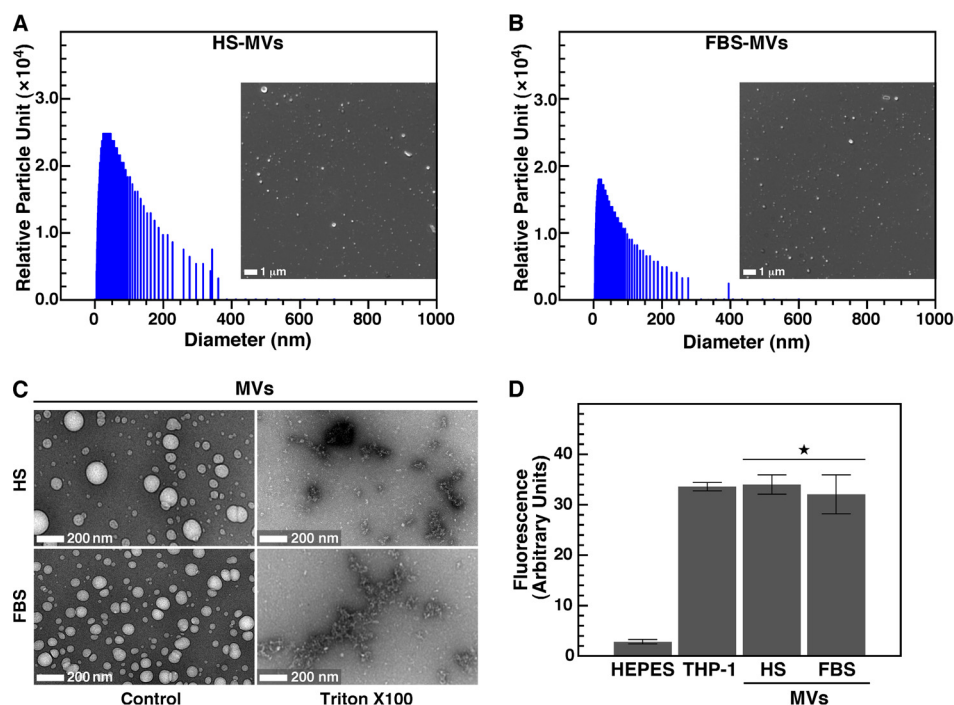 A
HS-MVs
Relative Particle Unit (×10⁴)
3.0
2.0
1.0
0.0
1 μm
0 200 400 600 800 1000
Diameter (nm)
B
FBS-MVs
Relative Particle Unit (×10⁴)
3.0
2.0
1.0
0.0
1 μm
0 200 400 600 800 1000
Diameter (nm)
C
MVs
HS
200 nm
200 nm
FBS
200 nm
200 nm
Control Triton X100
D
Fluorescence
(Arbitrary Units)
40
30
20
10
0
★
HEPES THP-1 HS FBS
MVs